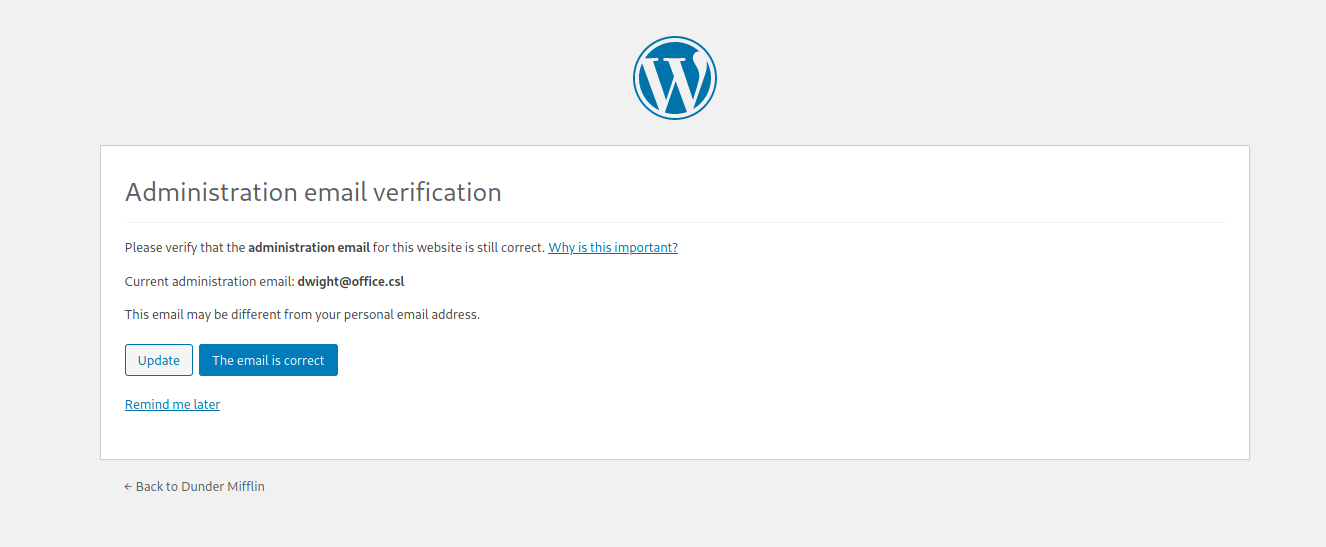 Administration email verification
Please verify that the administration email for this website is still correct. Why is this important?
Current administration email: dwight@office.csl
This email may be different from your personal email address.
Update The email is correct
Remind me later
← Back to Dunder Mifflin